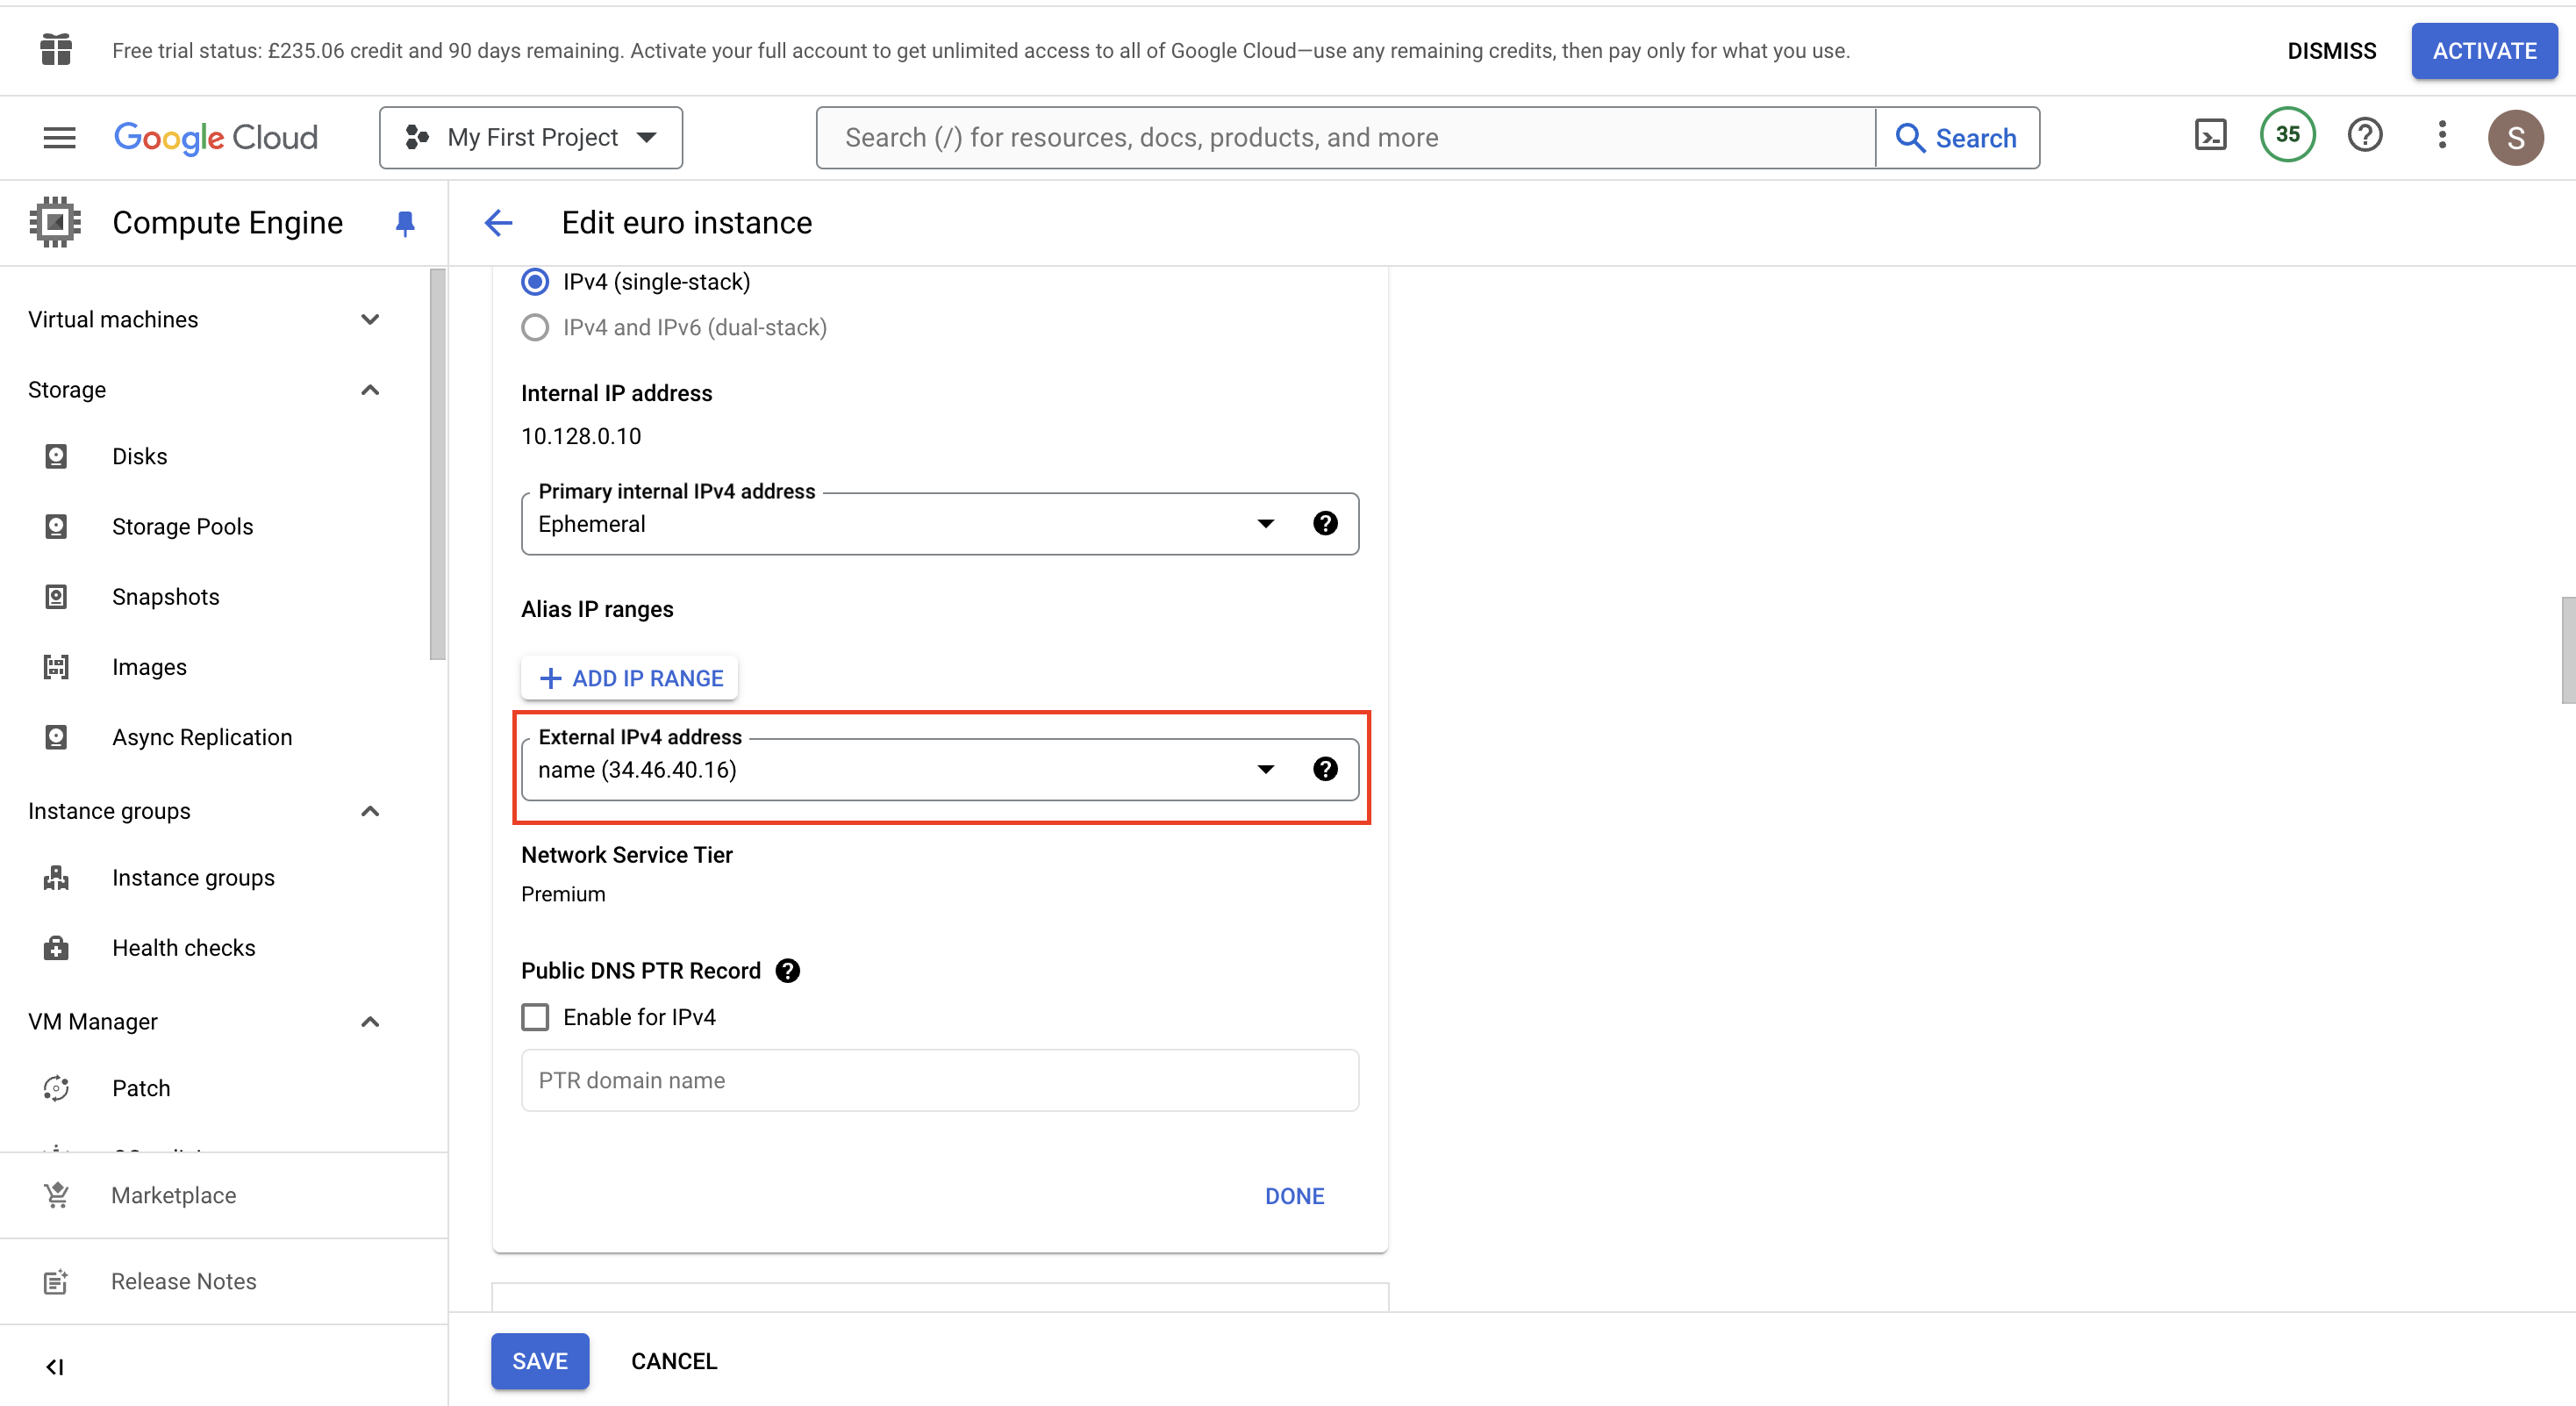 Free trial status: £235.06 credit and 90 days remaining. Activate your full account to get unlimited access to all of Google Cloud—use any remaining credits, then pay only for what you use.
DISMISS
ACTIVATE
Google Cloud
My First Project
Search (/) for resources, docs, products, and more
Search
35
S
Compute Engine
Edit euro instance
Virtual machines
Storage
Disks
Storage Pools
Snapshots
Images
Async Replication
Instance groups
Instance groups
Health checks
VM Manager
Patch
Marketplace
Release Notes
IPv4 (single-stack)
IPv4 and IPv6 (dual-stack)
Internal IP address
10.128.0.10
Primary internal IPv4 address
Ephemeral
Alias IP ranges
ADD IP RANGE
External IPv4 address
name (34.46.40.16)
Network Service Tier
Premium
Public DNS PTR Record
Enable for IPv4
PTR domain name
DONE
SAVE
CANCEL